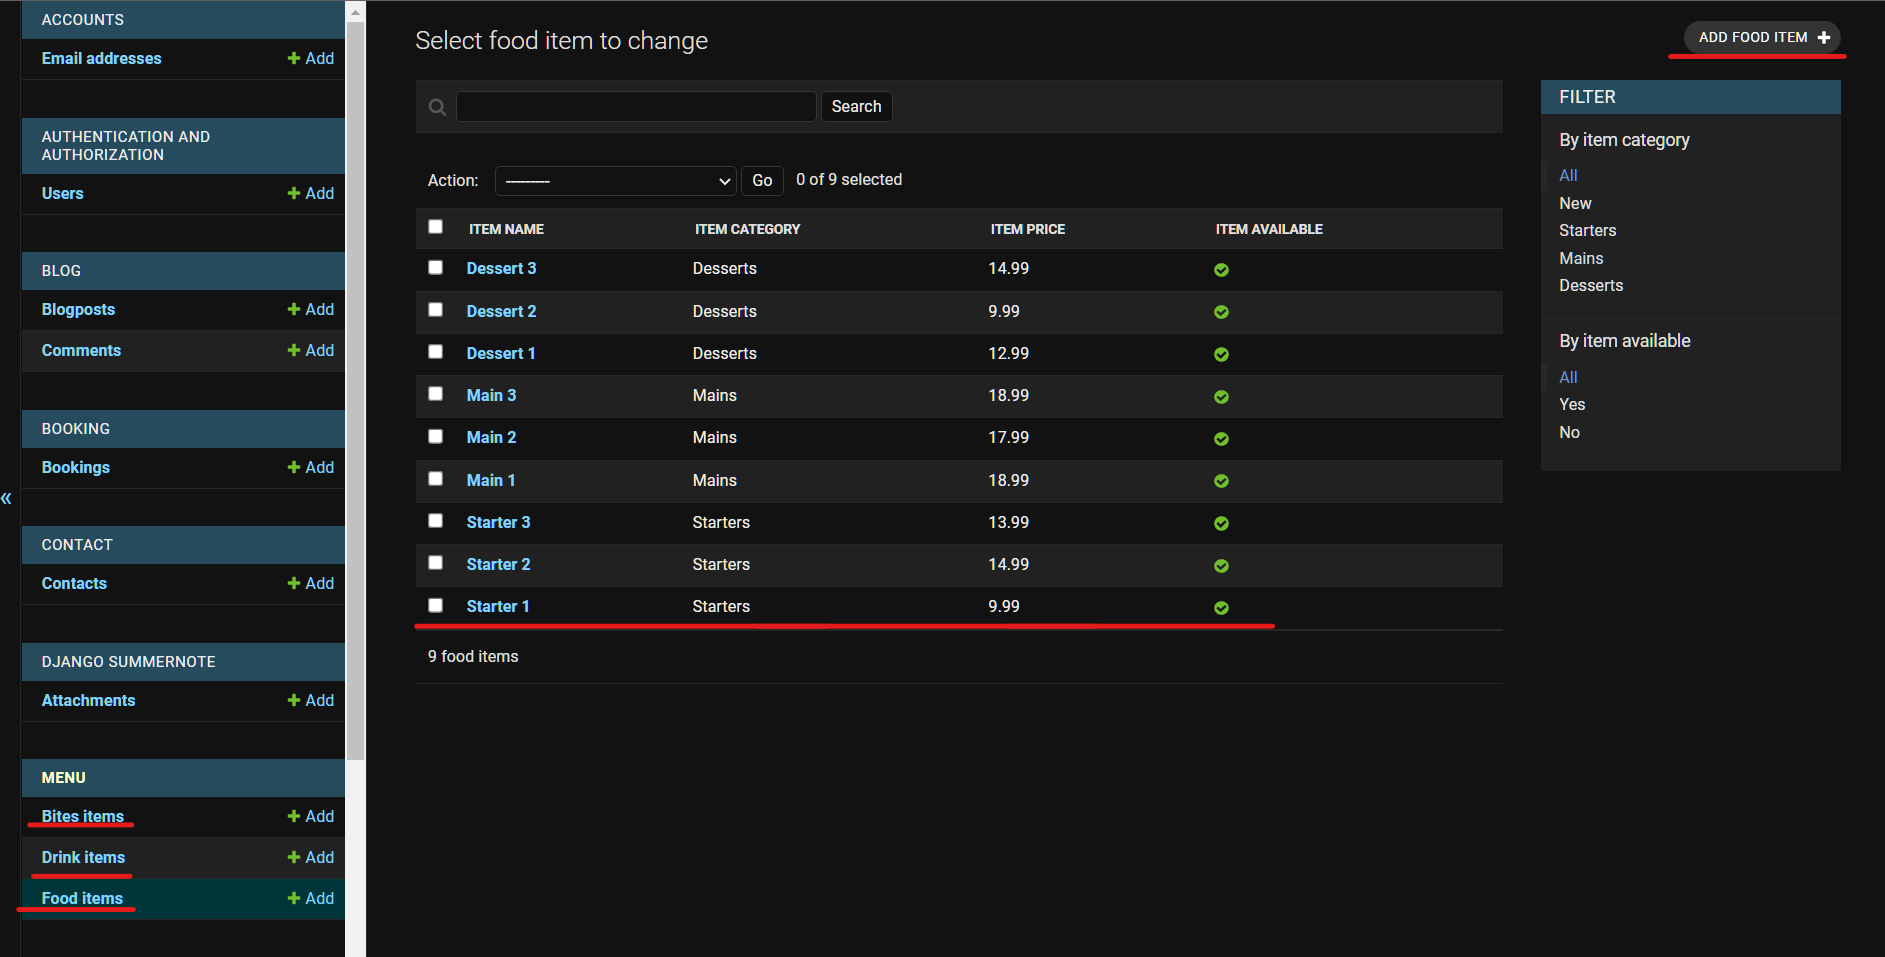 ACCOUNTS
Email addresses + Add
AUTHENTICATION AND
AUTHORIZATION
Users + Add
BLOG
Blogposts + Add
Comments + Add
BOOKING
Bookings + Add
«
CONTACT
Contacts + Add
DJANGO SUMMERNOTE
Attachments + Add
MENU
Bites items + Add
Drink items + Add
Food items + Add
Select food item to change
ADD FOOD ITEM +
Search
Action: --------- Go 0 of 9 selected
ITEM NAME ITEM CATEGORY ITEM PRICE ITEM AVAILABLE
Dessert 3 Desserts 14.99
Dessert 2 Desserts 9.99
Dessert 1 Desserts 12.99
Main 3 Mains 18.99
Main 2 Mains 17.99
Main 1 Mains 18.99
Starter 3 Starters 13.99
Starter 2 Starters 14.99
Starter 1 Starters 9.99
9 food items
FILTER
By item category
All
New
Starters
Mains
Desserts
By item available
All
Yes
No